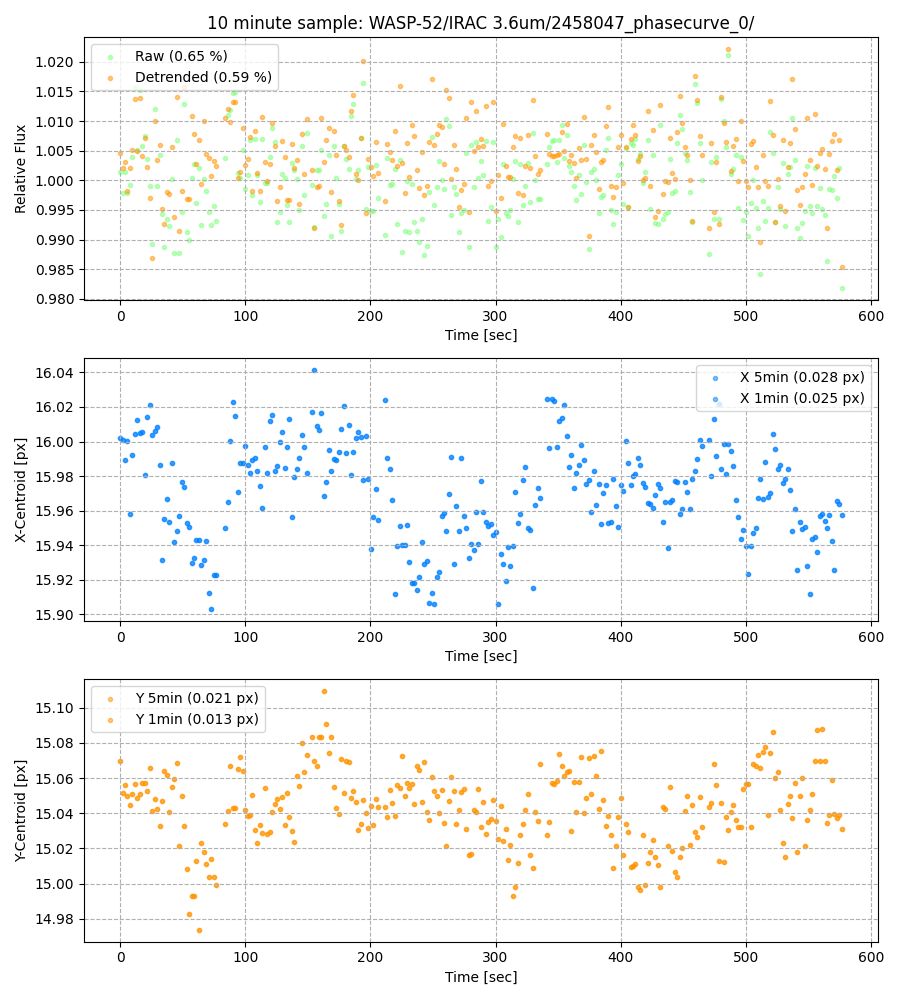 10 minute sample: WASP-52/IRAC 3.6um/2458047_phasecurve_0/
Raw (0.65 %)
Detrended (0.59 %)
1.020
1.015
1.010
1.005
1.000
0.995
0.990
0.985
0.980
Relative Flux
0 100 200 300 400 500 600
Time [sec]
X 5min (0.028 px)
X 1min (0.025 px)
16.04
16.02
16.00
15.98
15.96
15.94
15.92
15.90
X-Centroid [px]
0 100 200 300 400 500 600
Time [sec]
Y 5min (0.021 px)
Y 1min (0.013 px)
15.10
15.08
15.06
15.04
15.02
15.00
14.98
Y-Centroid [px]
0 100 200 300 400 500 600
Time [sec]